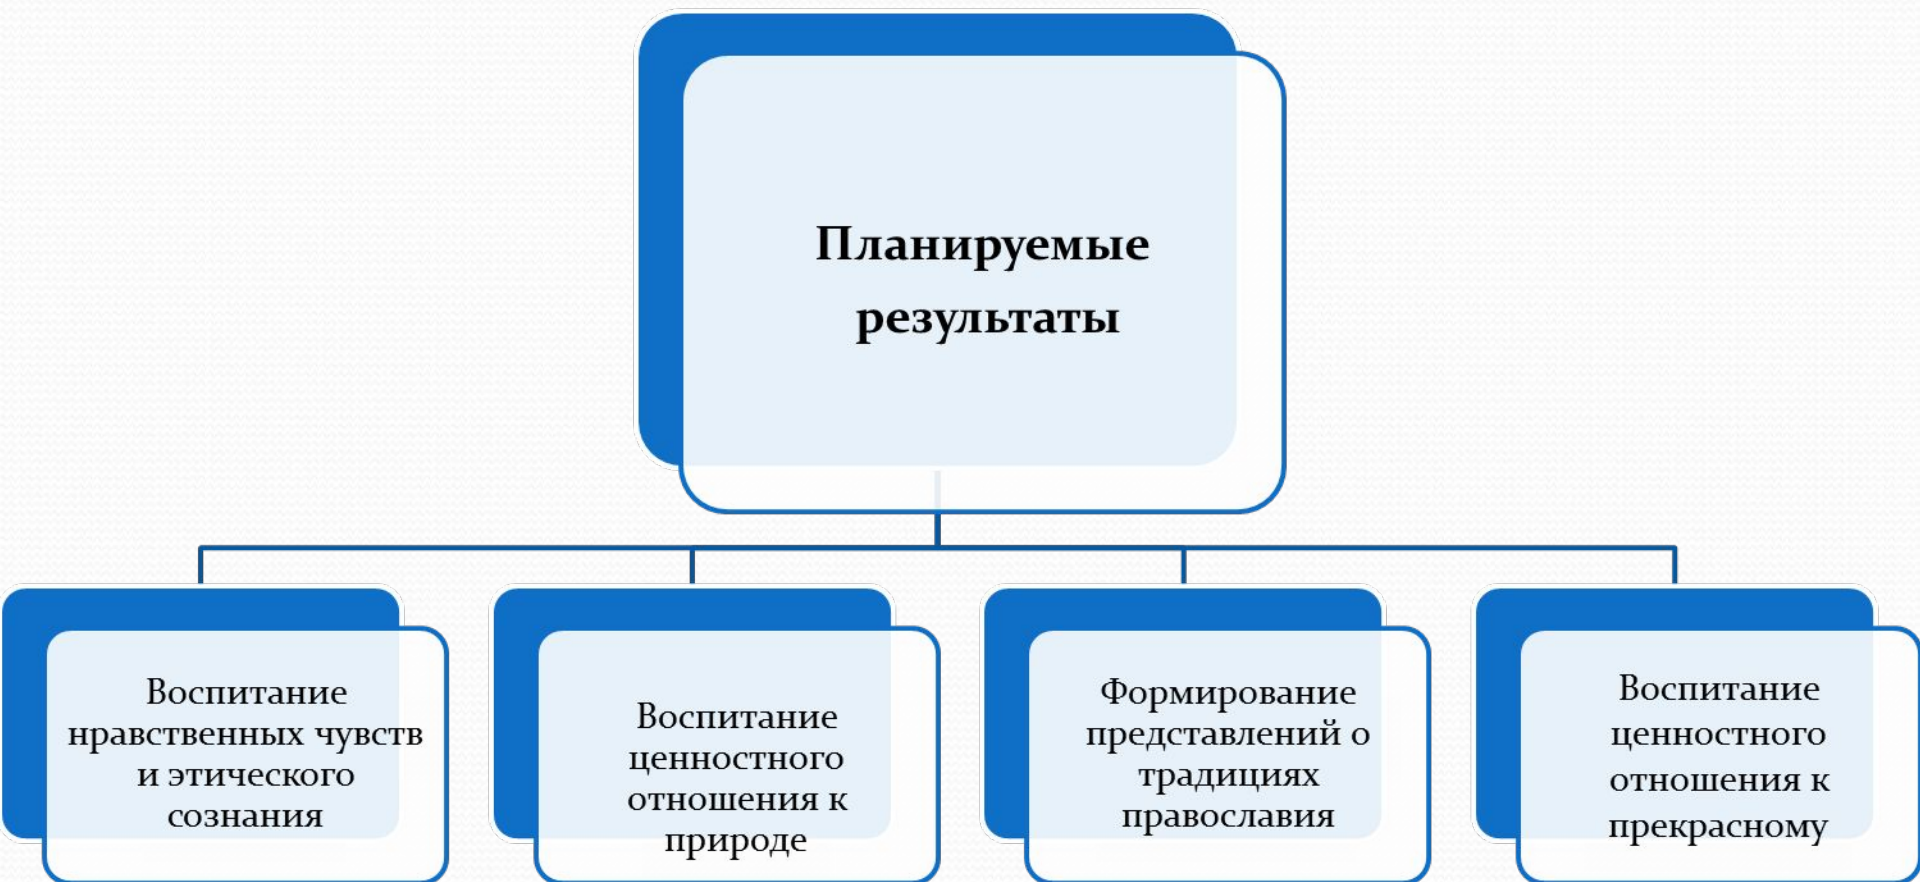 Планируемые
результаты
Воспитание
нравственных чувств
и этического
сознания
Воспитание
ценностного
отношения к
природе
Формирование
представлений о
традициях
православия
Воспитание
ценностного
отношения к
прекрасному